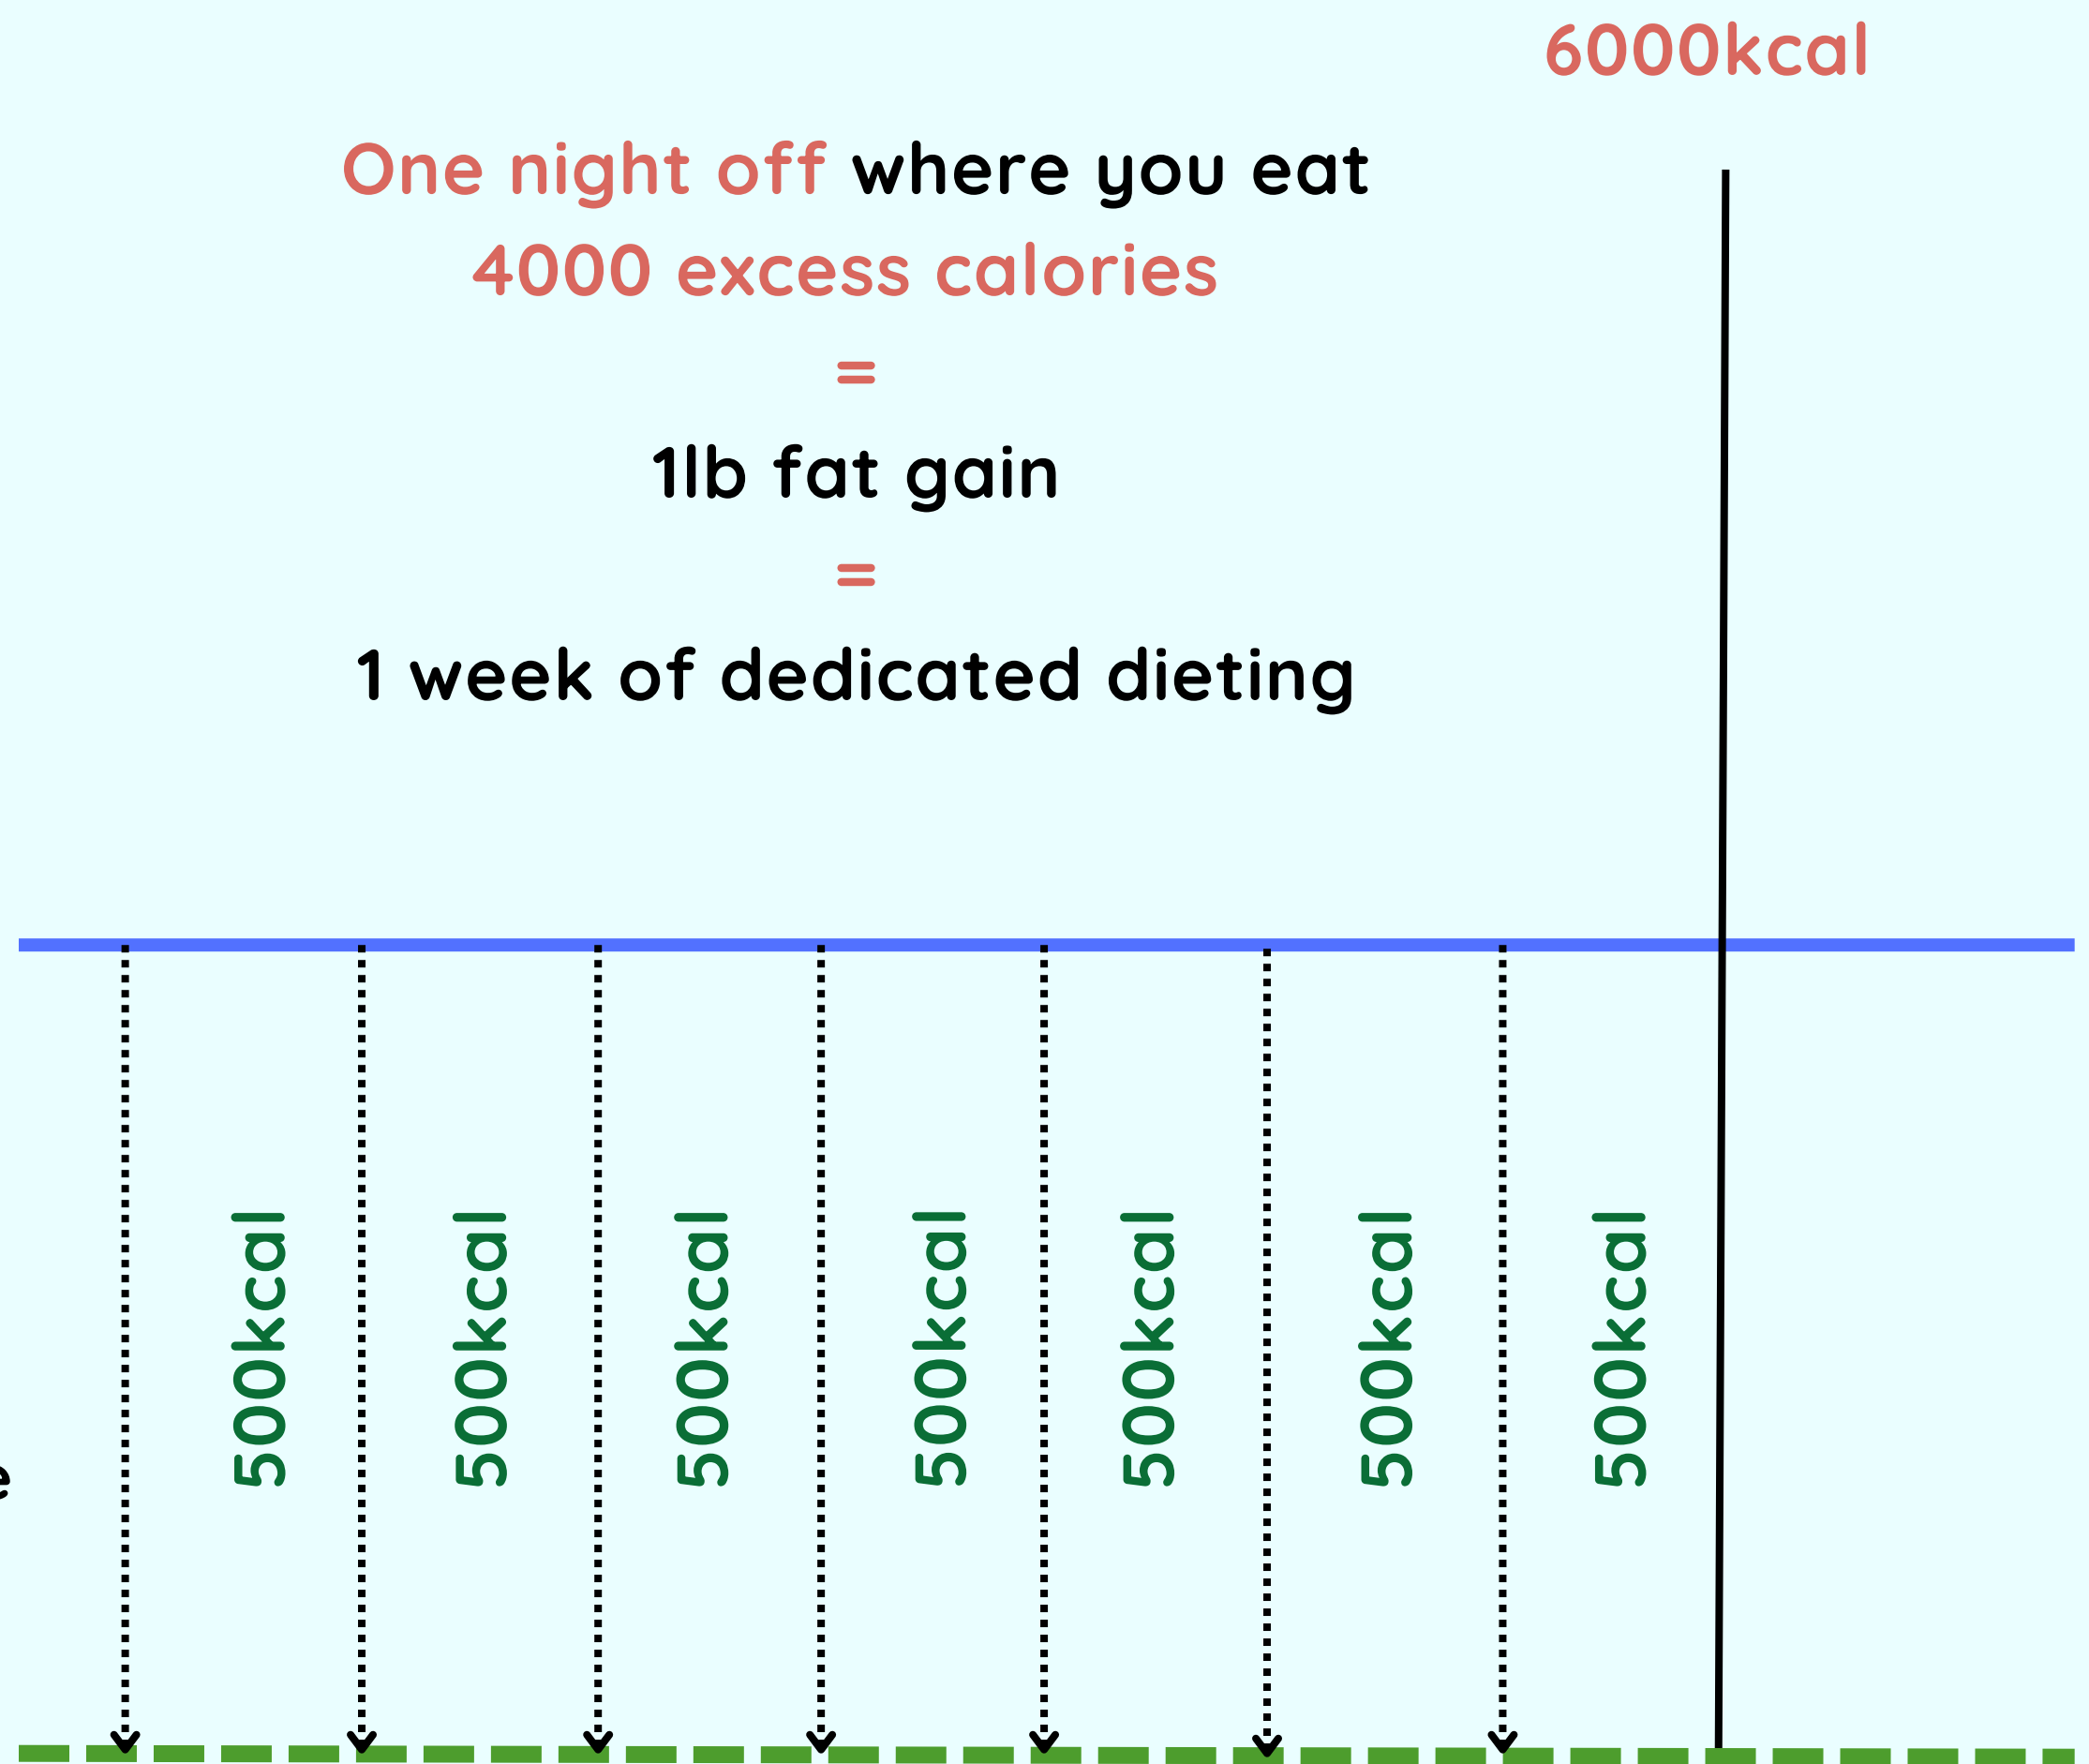 6000kcal
One night off where you eat
4000 excess calories
=
1lb fat gain
=
1 week of dedicated dieting
500kcal
500kcal
500kcal
500kcal
500kcal
500kcal
500kcal